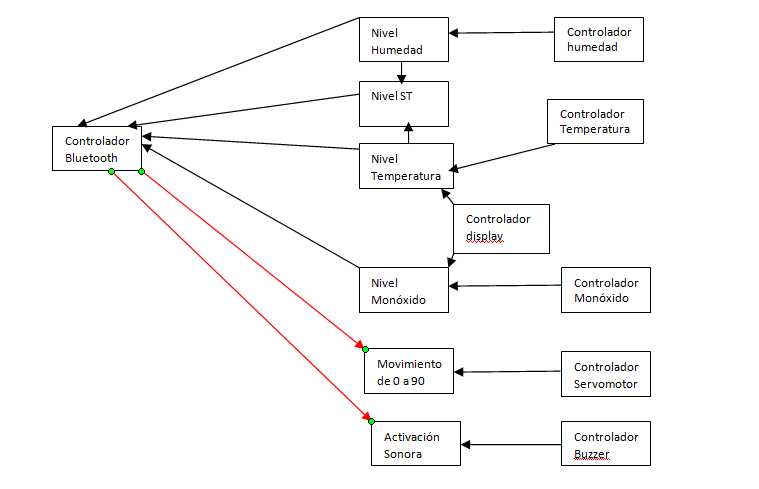 Nivel
Humedad
Controlador
humedad
Nivel ST
Controlador
Temperatura
Controlador
Bluetooth
Nivel
Temperatura
Controlador
display
Nivel
Monóxido
Controlador
Monóxido
Movimiento
de 0 a 90
Controlador
Servomotor
Activación
Sonora
Controlador
Buzzer